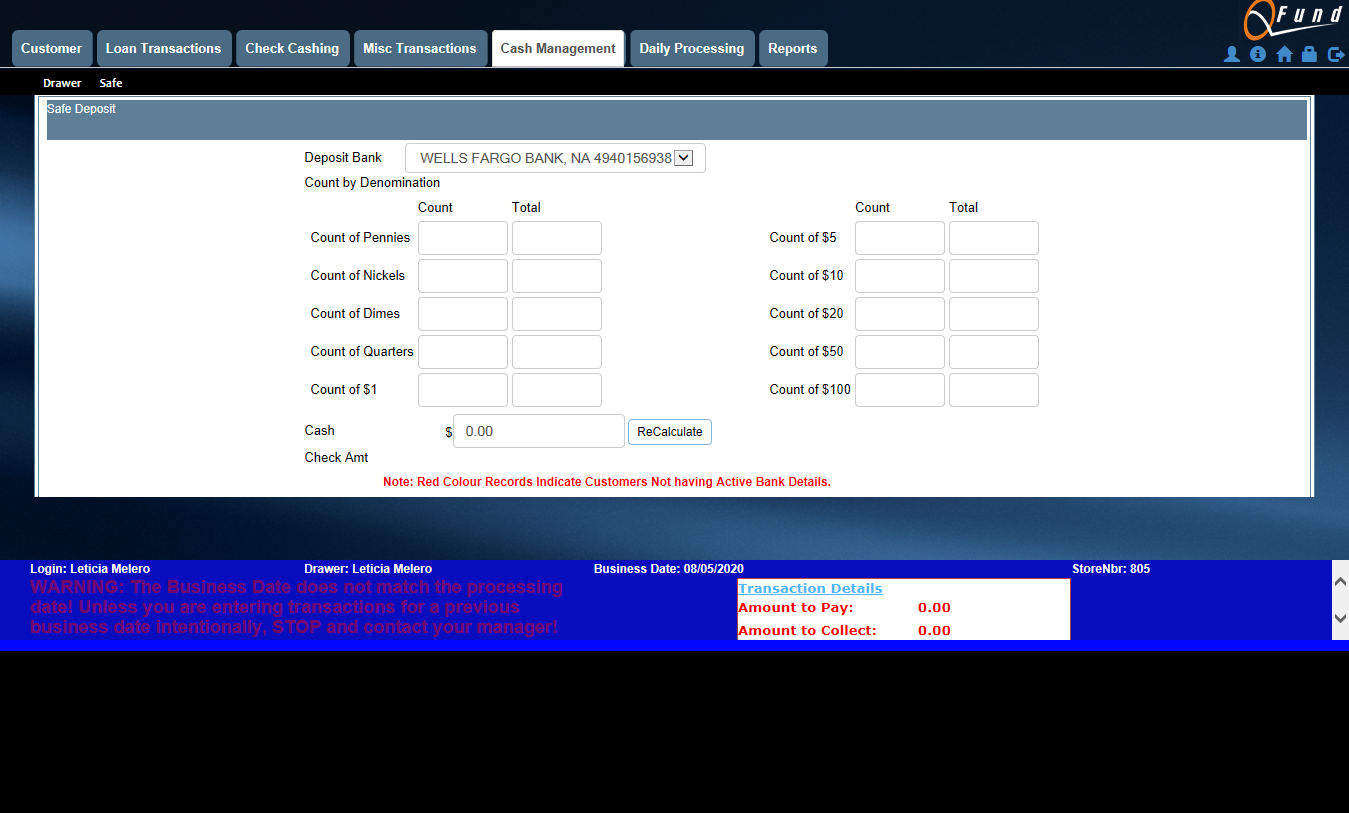 QFund
Customer Loan Transactions Check Cashing Misc Transactions Cash Management Daily Processing Reports
Drawer Safe
Safe Deposit
Deposit Bank WELLS FARGO BANK, NA 4940156938
Count by Denomination
Count Total Count Total
Count of Pennies Count of $5
Count of Nickels Count of $10
Count of Dimes Count of $20
Count of Quarters Count of $50
Count of $1 Count of $100
Cash $ 0.00 ReCalculate
Check Amt
Note: Red Colour Records Indicate Customers Not having Active Bank Details.
Login: Leticia Melero Drawer: Leticia Melero Business Date: 08/05/2020 StoreNbr: 805
WARNING: The Business Date does not match the processing
date! Unless you are entering transactions for a previous
business date intentionally, STOP and contact your manager!
Transaction Details
Amount to Pay: 0.00
Amount to Collect: 0.00